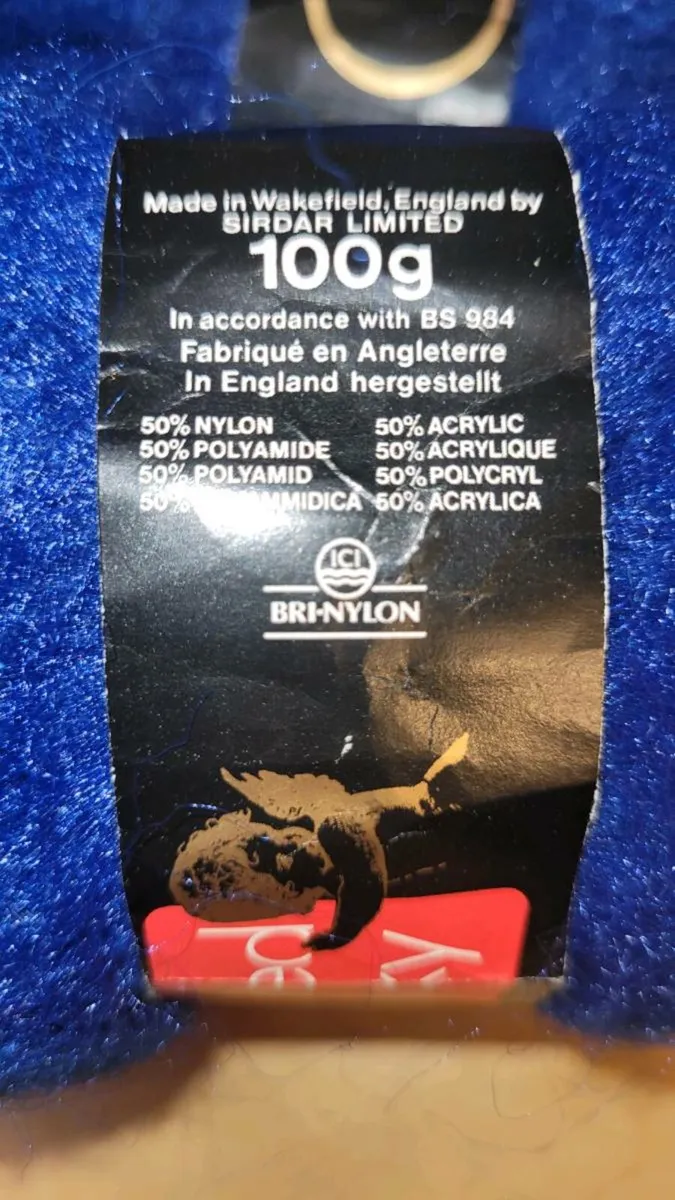 Made in Wakefield, England by
SIRDAR LIMITED
100g
In accordance with BS 984
Fabriqué en Angleterre
In England hergestellt
50% NYLON 50% ACRYLIC
50% POLYAMIDE 50% ACRYLIQUE
50% POLYAMID 50% POLYCRYL
50% 50% ACRYLICA
ICI
BRI-NYLON